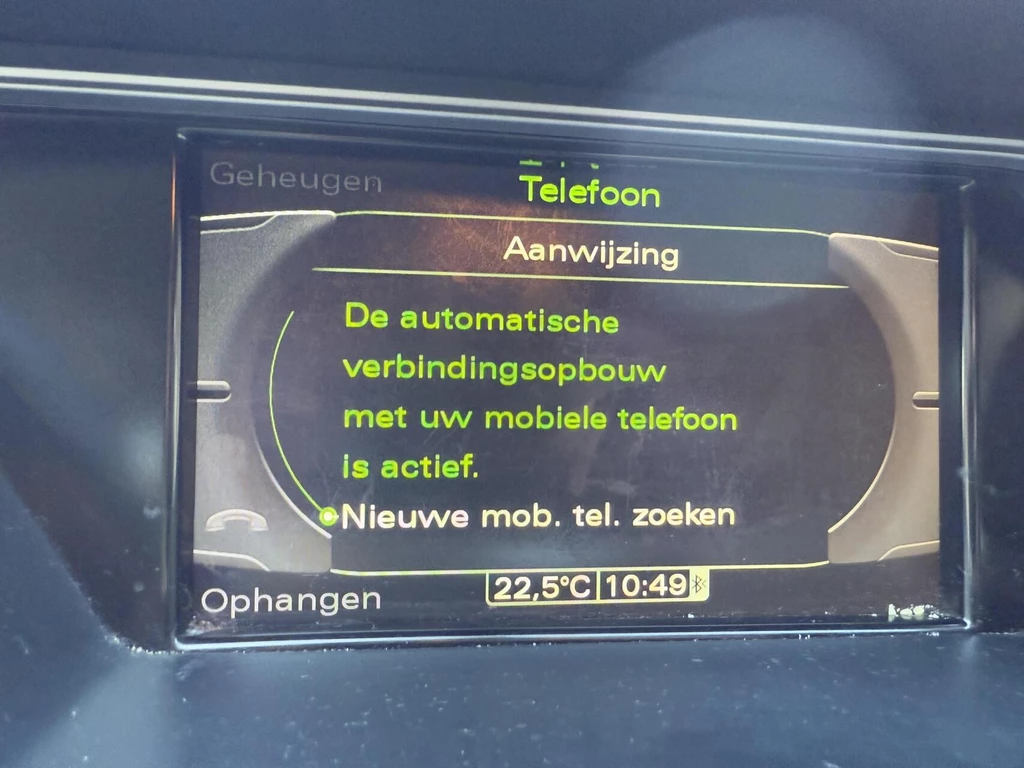 Geheugen
Telefoon
Aanwijzing
De automatische
verbindingsopbouw
met uw mobiele telefoon
is actief.
Nieuwe mob. tel. zoeken
22,5°C 10:49
Ophangen